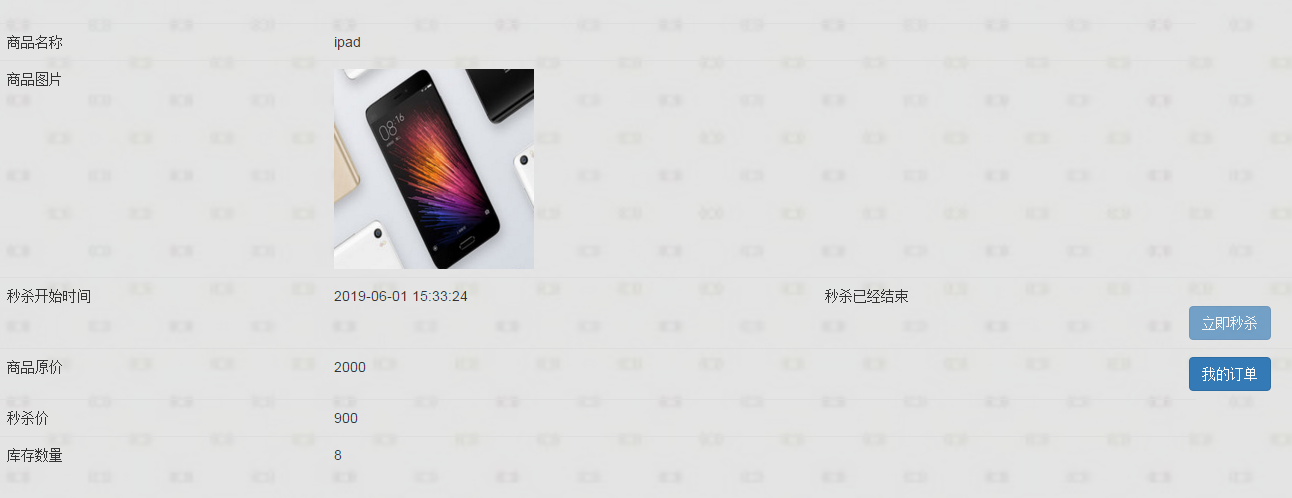 商品名称 ipad
商品图片
08:16
秒杀开始时间 2019-06-01 15:33:24 秒杀已经结束
立即秒杀
商品原价 2000 我的订单
秒杀价 900
库存数量 8